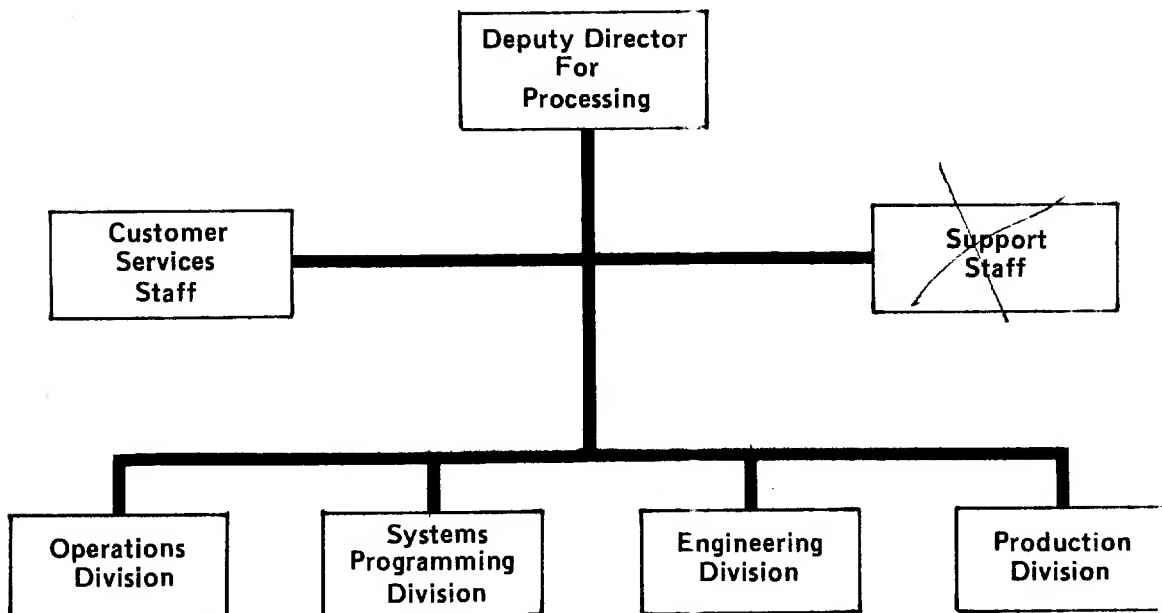 Deputy Director
For
Processing
Customer
Services
Staff
Support
Staff
Operations
Division
Systems
Programming
Division
Engineering
Division
Production
Division